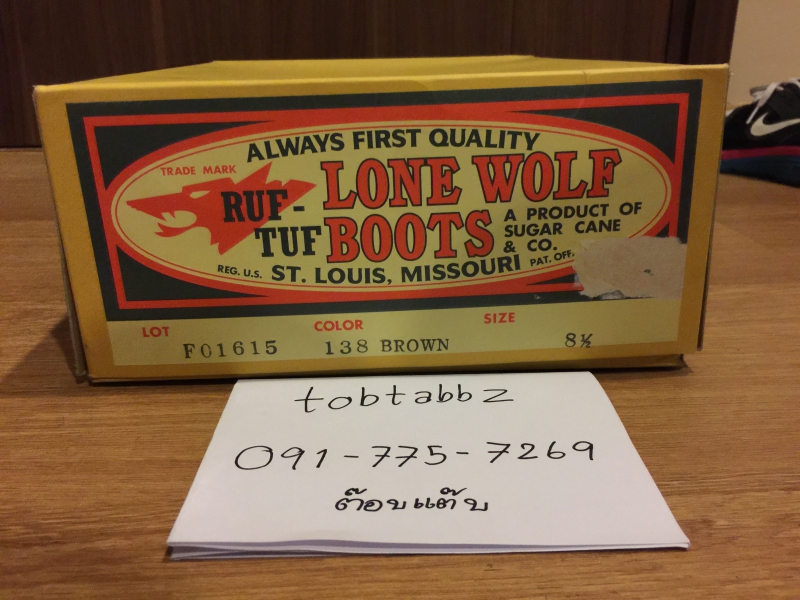 ALWAYS FIRST QUALITY
TRADE MARK
RUF-TUF
LONE WOLF BOOTS
A PRODUCT OF
SUGAR CANE
& CO.
REG. U.S.
ST. LOUIS, MISSOURI
PAT. OFF.
LOT F01615
COLOR 138 BROWN
SIZE 8½
tobtabbz
091-775-7269
ต๊อบแต๊บ